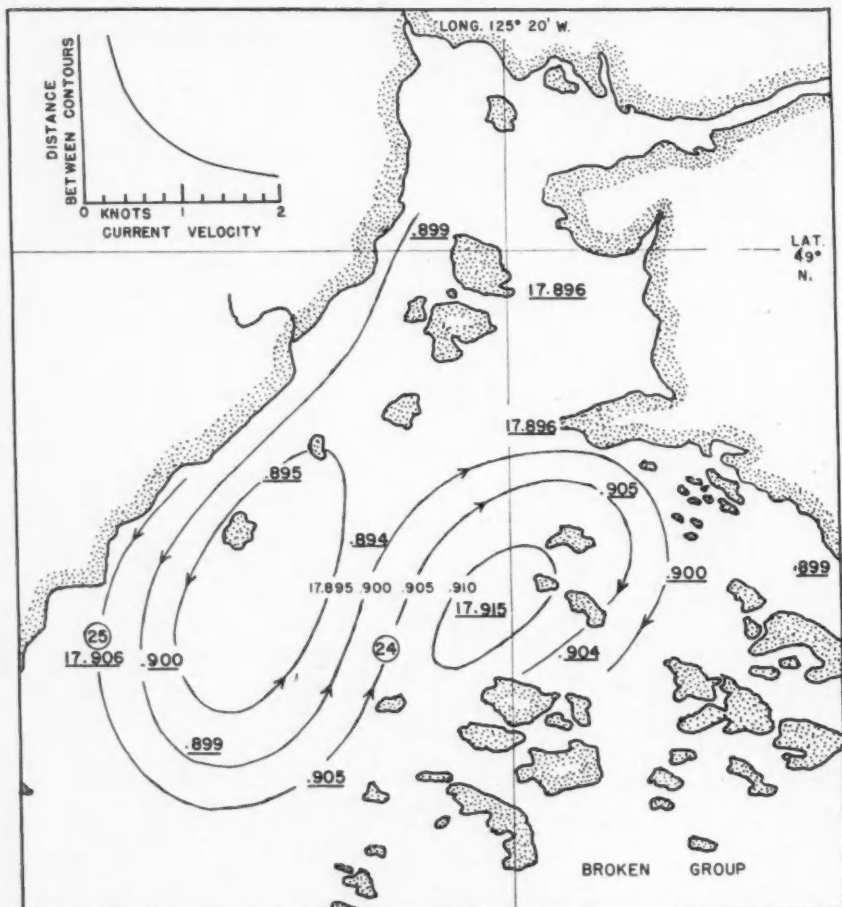 LONG. 125° 20' W.
DISTANCE
BETWEEN CONTOURS
0 1 2
KNOTS
CURRENT VELOCITY
.899
LAT.
49°
N.
17.896
17.896
.895
.905
.894
.899
.900
17.895 .900 .905 .910
17.915
25
24
17.906
.900
.904
.899
.905
BROKEN GROUP